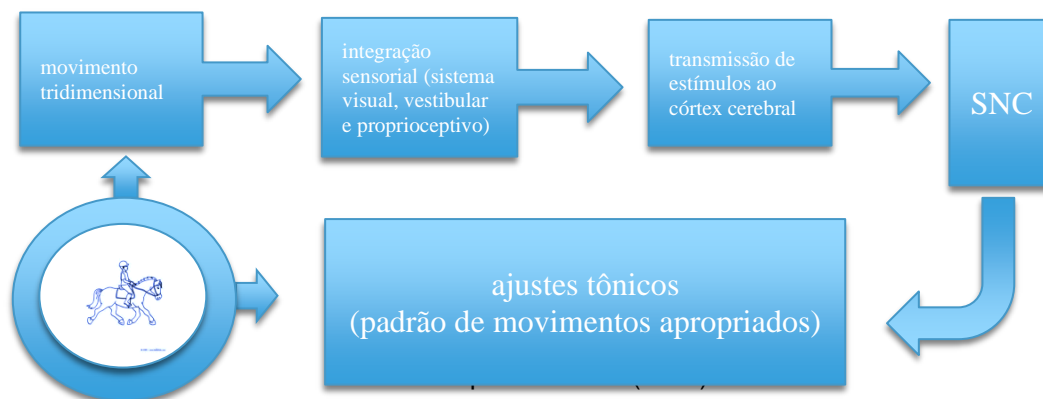 movimento
tridimensional
integração
sensorial (sistema
visual, vestibular
e proprioceptivo)
transmissão de
estímulos ao
córtex cerebral
SNC
ajustes tônicos
(padrão de movimentos apropriados)